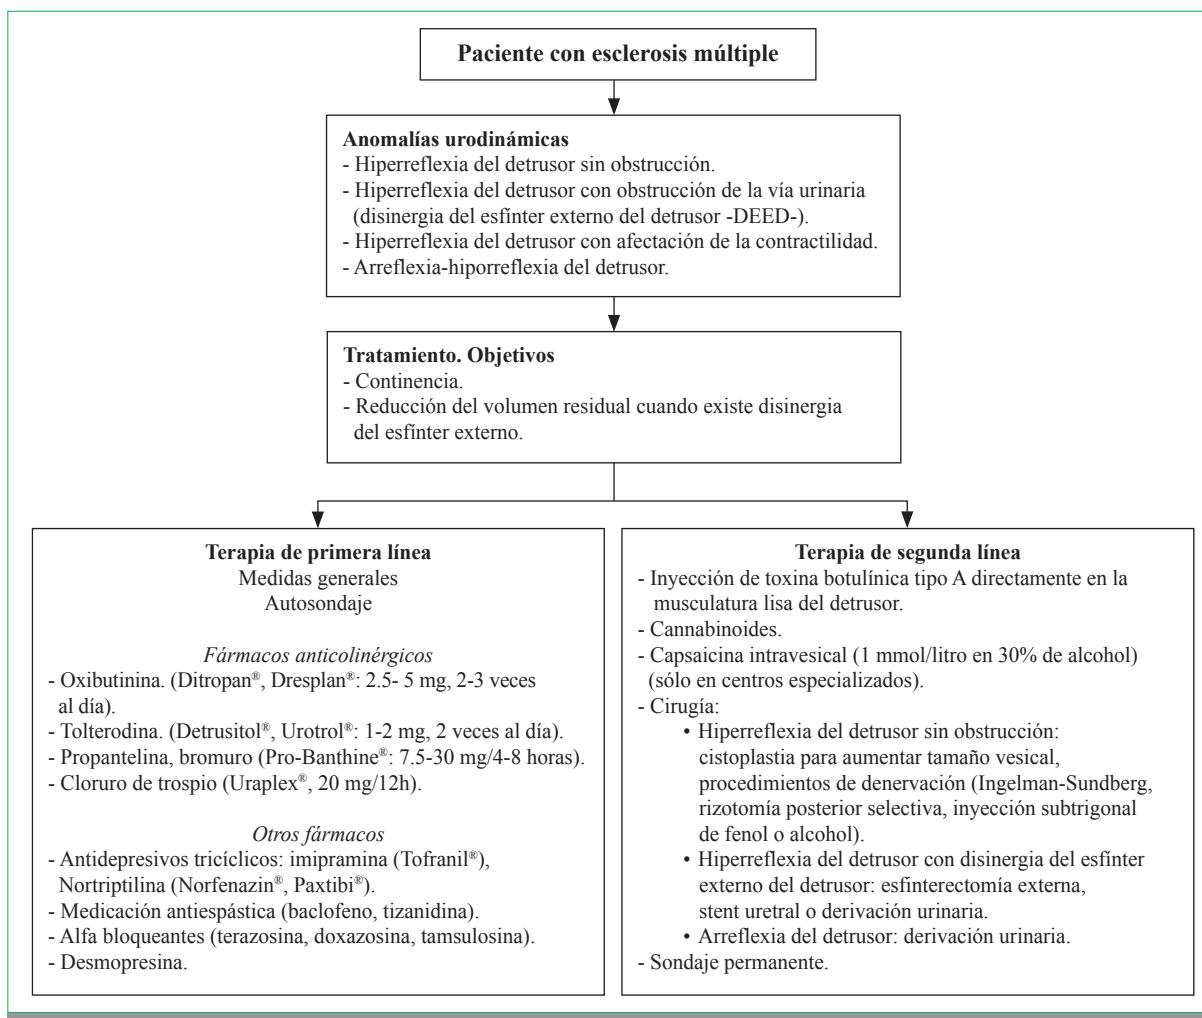 Paciente con esclerosis múltiple
Anomalías urodinámicas
- Hiperreflexia del detrusor sin obstrucción.
- Hiperreflexia del detrusor con obstrucción de la vía urinaria
(disinergia del esfínter externo del detrusor -DEED-).
- Hiperreflexia del detrusor con afectación de la contractilidad.
- Arreflexia-hiporreflexia del detrusor.
Tratamiento. Objetivos
- Continencia.
- Reducción del volumen residual cuando existe disinergia
del esfínter externo.
Terapia de primera línea
Medidas generales
Autosondaje
Fármacos anticolinérgicos
- Oxibutinina. (Ditropan®, Dresplan®: 2.5- 5 mg, 2-3 veces
al día).
- Tolterodina. (Detrusitol®, Urotrol®: 1-2 mg, 2 veces al día).
- Propantelina, bromuro (Pro-Banthine®: 7.5-30 mg/4-8 horas).
- Cloruro de trospio (Uraplex®, 20 mg/12h).
Otros fármacos
- Antidepresivos tricíclicos: imipramina (Tofranil®),
Nortriptilina (Norfenazin®, Paxtibi®).
- Medicación antiespástica (baclofeno, tizanidina).
- Alfa bloqueantes (terazosina, doxazosina, tamsulosina).
- Desmopresina.
Terapia de segunda línea
- Inyección de toxina botulínica tipo A directamente en la
musculatura lisa del detrusor.
- Cannabinoides.
- Capsaicina intravesical (1 mmol/litro en 30% de alcohol)
(sólo en centros especializados).
- Cirugía:
• Hiperreflexia del detrusor sin obstrucción:
cistoplastia para aumentar tamaño vesical,
procedimientos de denervación (Ingelman-Sundberg,
rizotomía posterior selectiva, inyección subtrigonal
de fenol o alcohol).
• Hiperreflexia del detrusor con disinergia del esfínter
externo del detrusor: esfinterectomía externa,
stent uretral o derivación urinaria.
• Arreflexia del detrusor: derivación urinaria.
- Sondaje permanente.